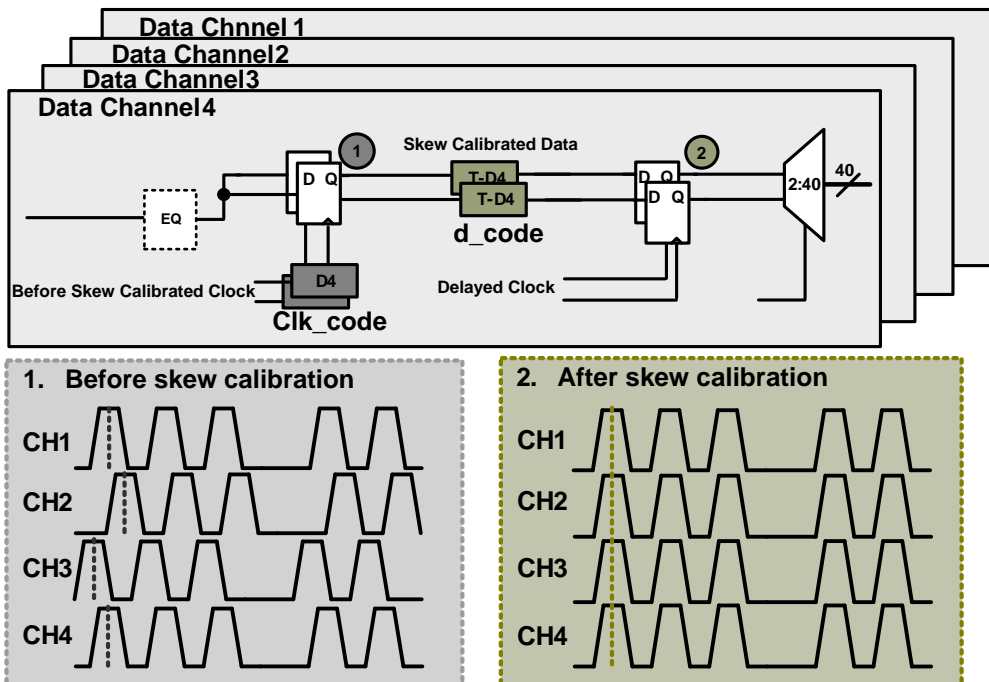 Data Chnnel 1
Data Channel2
Data Channel3
Data Channel4
1
Skew Calibrated Data
2
D Q
T-D4
T-D4
D Q
D Q
2:40
40
EQ
d_code
D4
Before Skew Calibrated Clock
Delayed Clock
Clk_code
1. Before skew calibration
CH1
CH2
CH3
CH4
2. After skew calibration
CH1
CH2
CH3
CH4